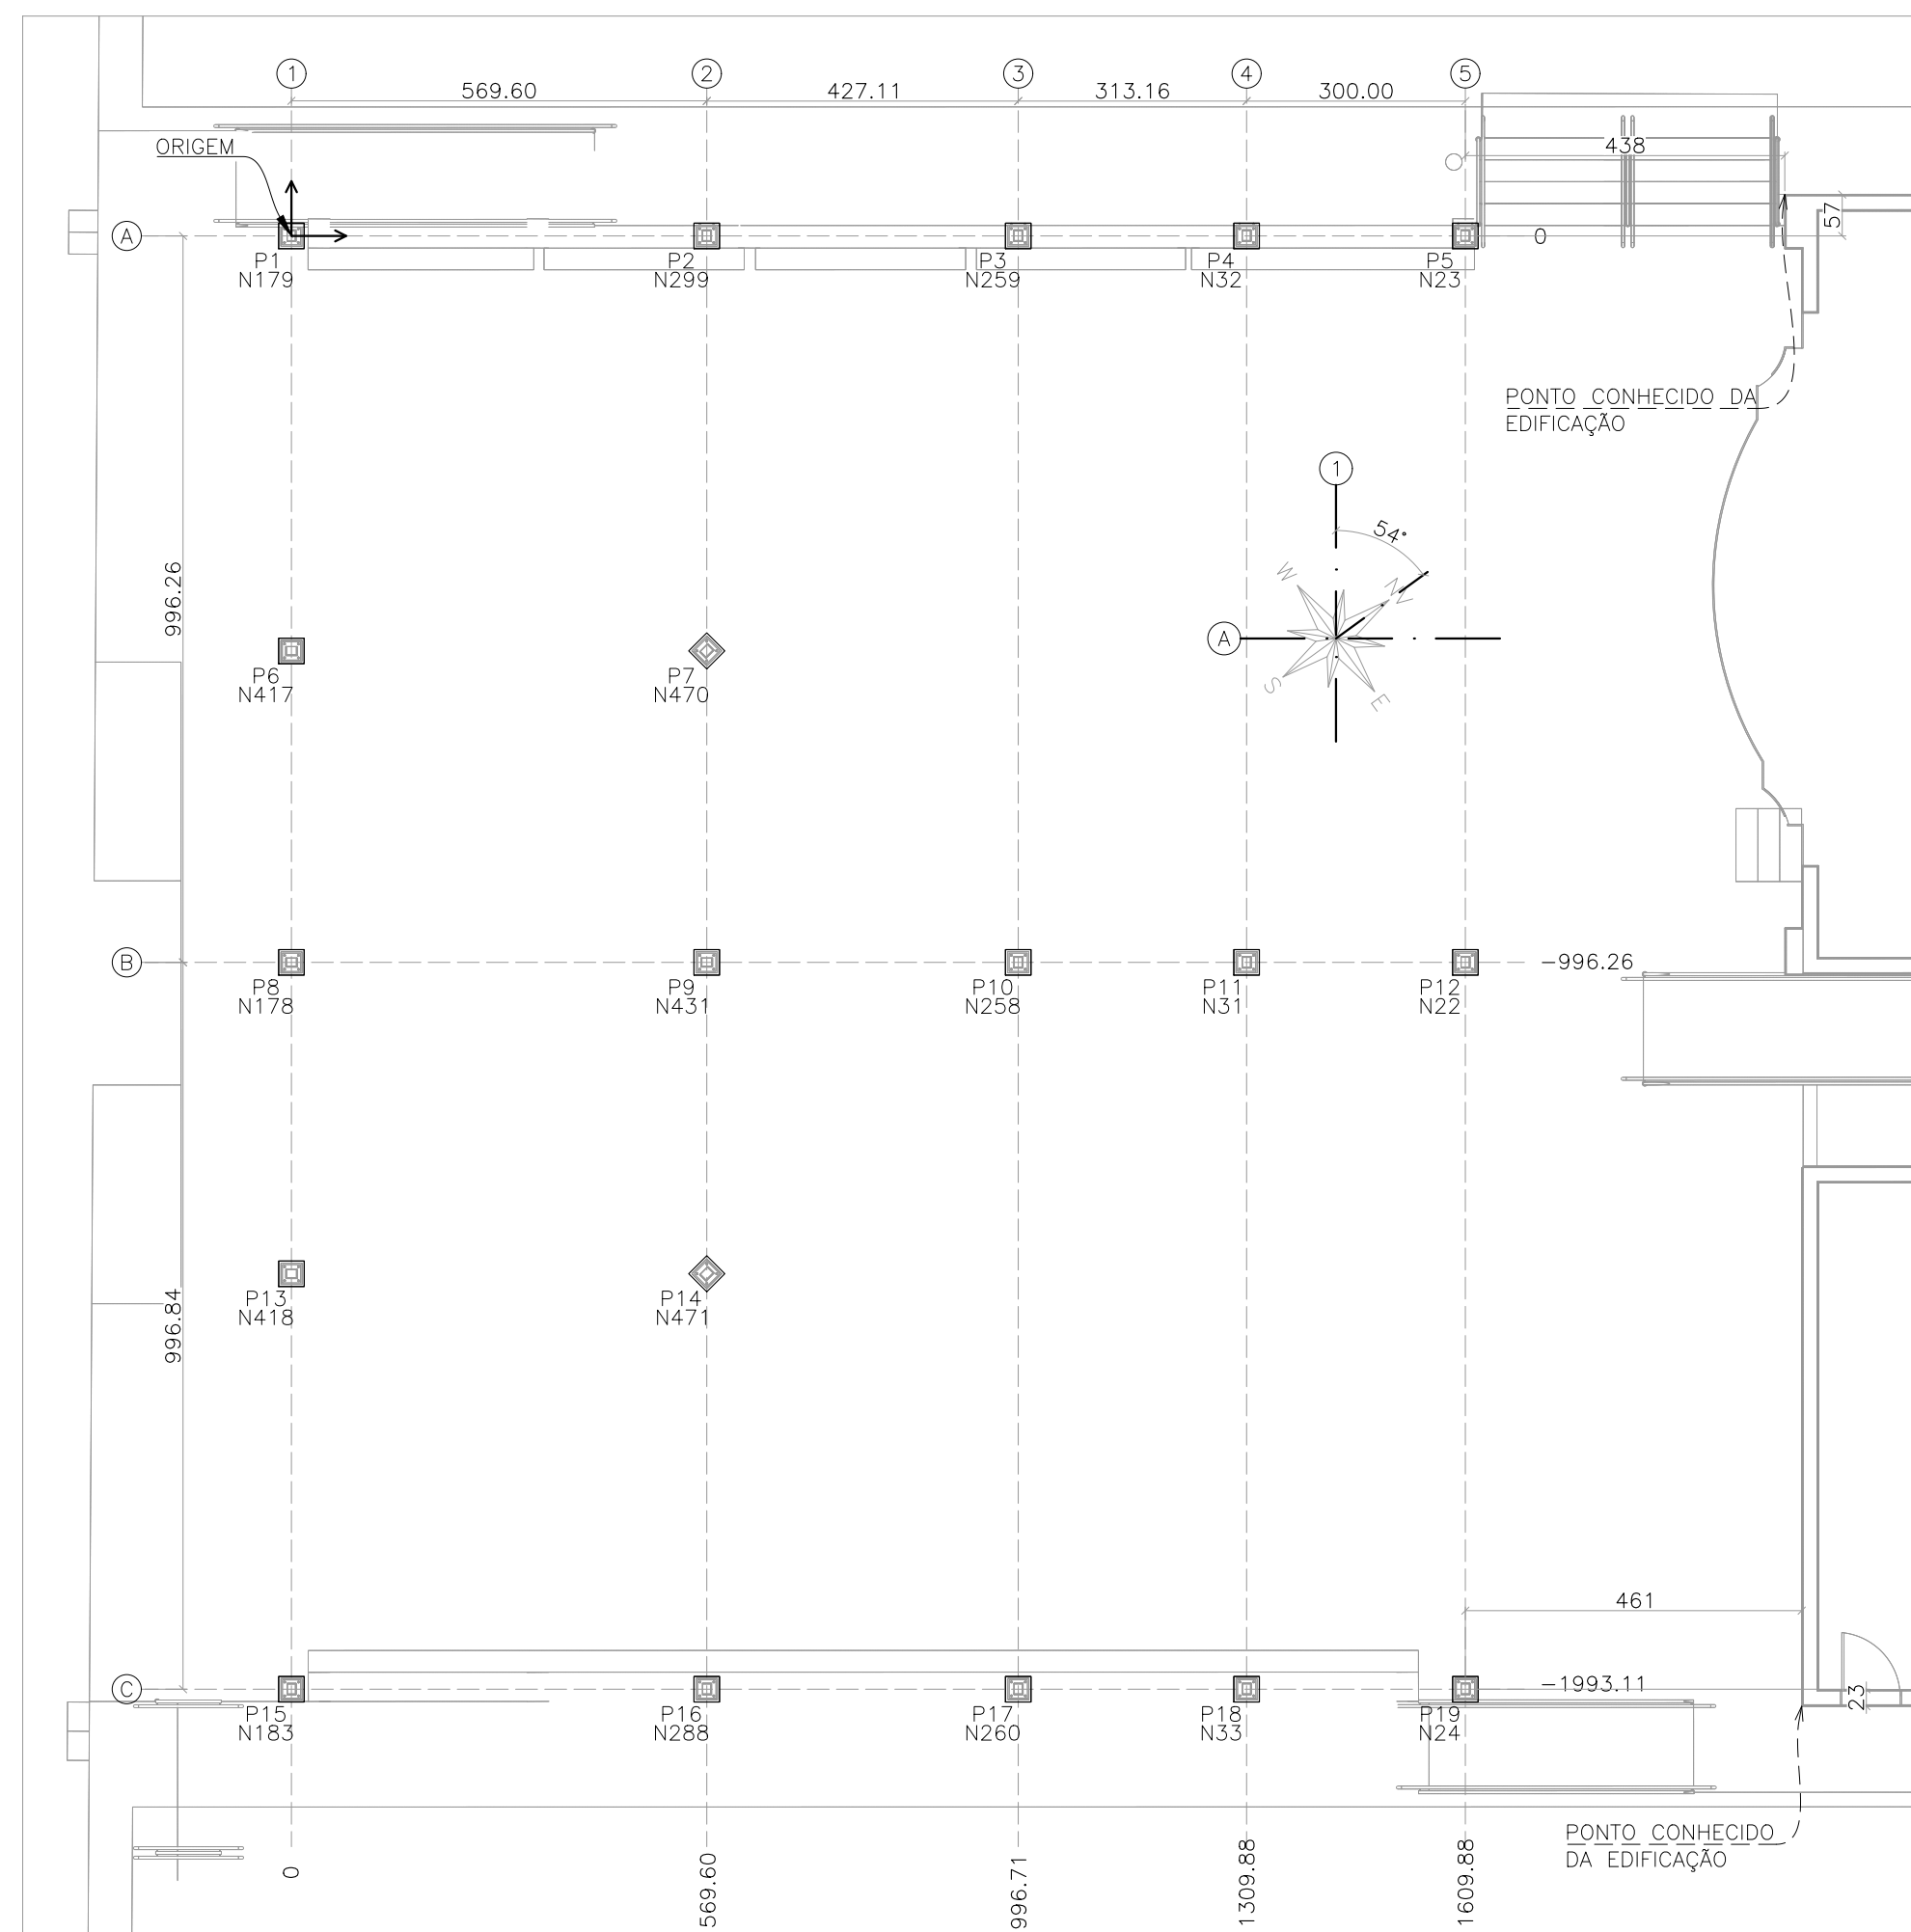 1
2
3
4
5
569.60
427.11
313.16
300.00
438
ORIGEM
57
A
0
P1
N179
P2
N299
P3
N259
P4
N32
P5
N23
PONTO CONHECIDO DA
EDIFICAÇÃO
1
54°
W
N
A
S
E
996.26
P6
N417
P7
N470
B
-996.26
P8
N178
P9
N431
P10
N258
P11
N31
P12
N22
996.84
P13
N418
P14
N471
461
C
-1993.11
23
P15
N183
P16
N288
P17
N260
P18
N33
P19
N24
PONTO CONHECIDO
DA EDIFICAÇÃO
0
569.60
996.71
1309.88
1609.88